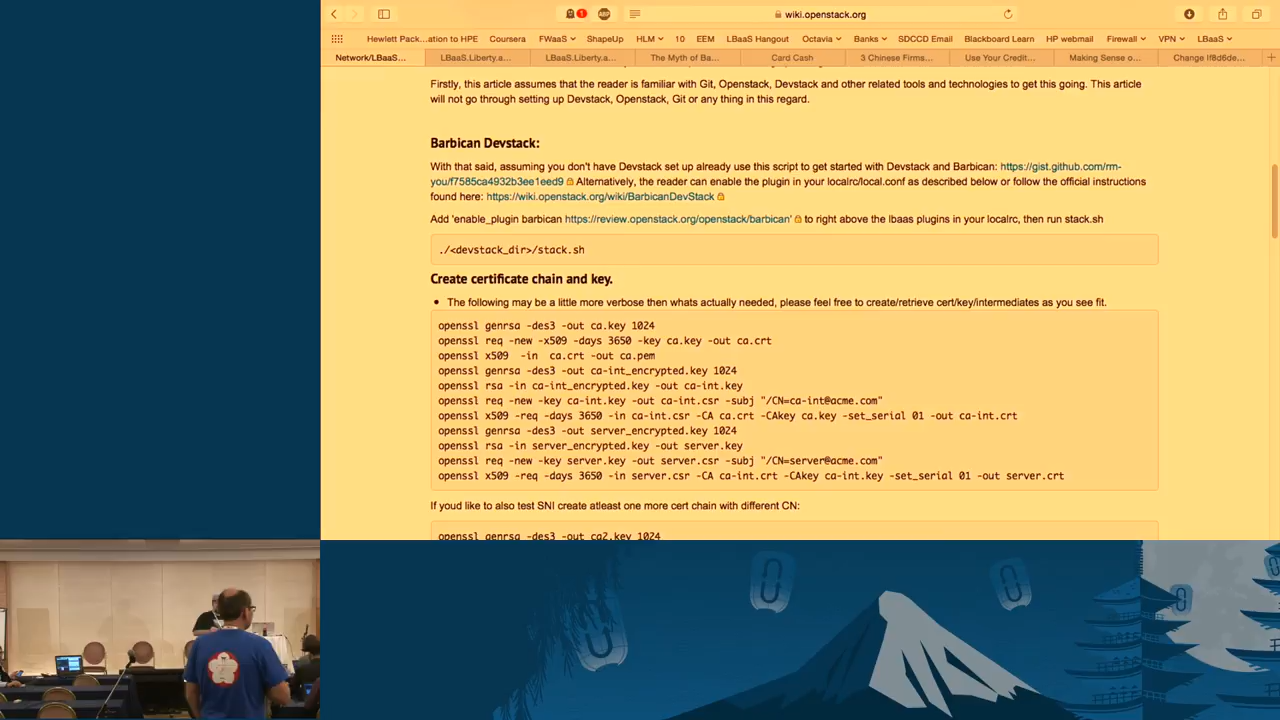 1
ABP
wiki.openstack.org
Hewlett Pack...ation to HPE Coursera FWaaS ShapeUp HLM 10 EEM LBaaS Hangout Octavia Banks SDCCD Email Blackboard Learn HP webmail Firewall VPN LBaaS
Network/LBaaS... LBaaS.Liberty.a... LBaaS.Liberty.a... The Myth of Ba... Card Cash 3 Chinese Firms... Use Your Credit... Making Sense o... Change If8d6de...
Firstly, this article assumes that the reader is familiar with Git, Openstack, Devstack and other related tools and technologies to get this going. This article
will not go through setting up Devstack, Openstack, Git or any thing in this regard.
Barbican Devstack:
With that said, assuming you don't have Devstack set up already use this script to get started with Devstack and Barbican: https://gist.github.com/rm-
you/f7585ca4932b3ee1eed9 Alternatively, the reader can enable the plugin in your localrc/local.conf as described below or follow the official instructions
found here: https://wiki.openstack.org/wiki/BarbicanDevStack
Add 'enable_plugin barbican https://review.openstack.org/openstack/barbican' to right above the lbaas plugins in your localrc, then run stack.sh
./<devstack_dir>/stack.sh
Create certificate chain and key.
The following may be a little more verbose then whats actually needed, please feel free to create/retrieve cert/key/intermediates as you see fit.
openssl genrsa -des3 -out ca.key 1024
openssl req -new -x509 -days 3650 -key ca.key -out ca.crt
openssl x509  -in  ca.crt -out ca.pem
openssl genrsa -des3 -out ca-int_encrypted.key 1024
openssl rsa -in ca-int_encrypted.key -out ca-int.key
openssl req -new -key ca-int.key -out ca-int.csr -subj "/CN=ca-int@acme.com"
openssl x509 -req -days 3650 -in ca-int.csr -CA ca.crt -CAkey ca.key -set_serial 01 -out ca-int.crt
openssl genrsa -des3 -out server_encrypted.key 1024
openssl rsa -in server_encrypted.key -out server.key
openssl req -new -key server.key -out server.csr -subj "/CN=server@acme.com"
openssl x509 -req -days 3650 -in server.csr -CA ca-int.crt -CAkey ca-int.key -set_serial 01 -out server.crt
If youd like to also test SNI create atleast one more cert chain with different CN:
openssl genrsa -des3 -out ca2.key 1024